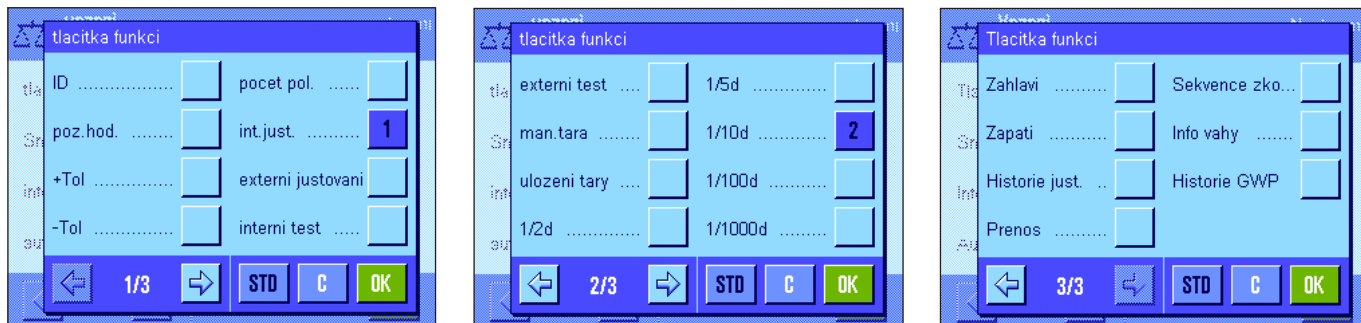 tlacitka funkci
ID ................. pocet pol. ......
poz.hod. ........ int.just. .......... 1
+Tol ............... externi justovani
-Tol ............... interni test .....
1/3 STD C OK
tlacitka funkci
externi test .... 1/5d ..............
man.tara ........ 1/10d ............ 2
ulozeni tary .... 1/100d ..........
1/2d .............. 1/1000d ........
2/3 STD C OK
Tlacitka funkci
Zahlavi .......... Sekvence zko...
Zapati ........... Info vahy .......
Historie just. .. Historie GWP
Prenos ..........
3/3 STD C OK